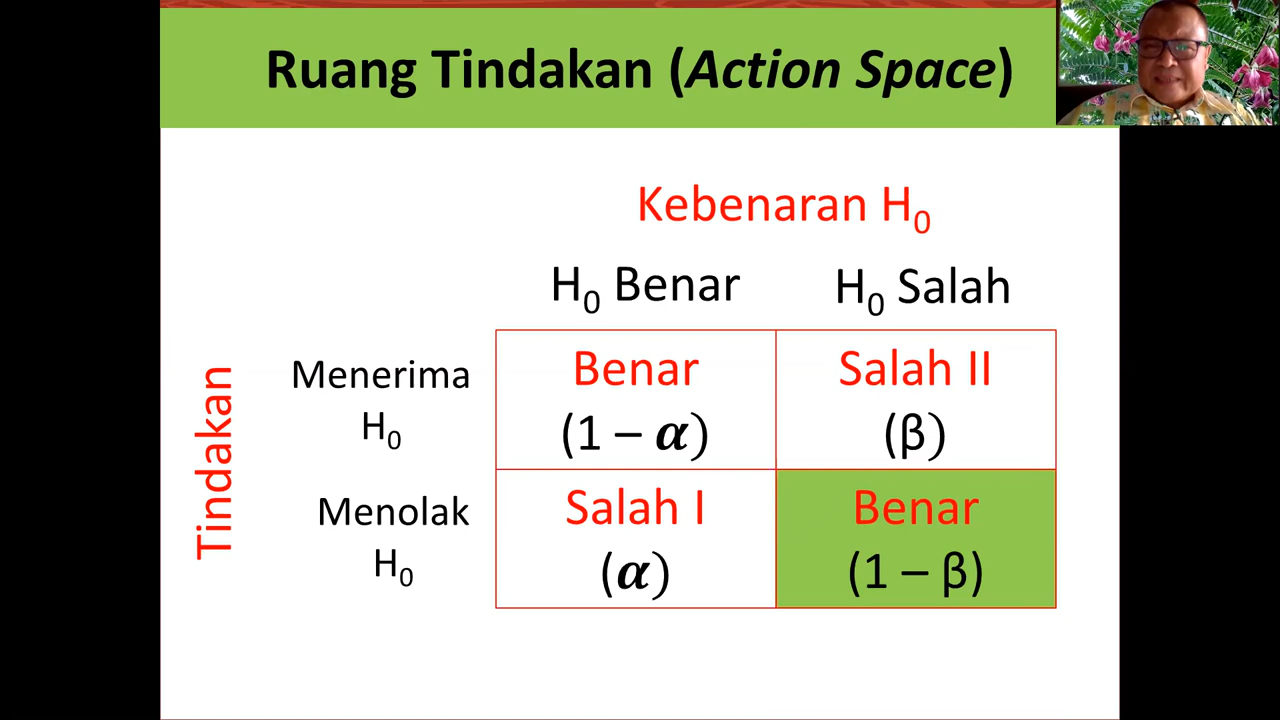 Ruang Tindakan (Action Space)
Kebenaran H₀
H₀ Benar H₀ Salah
Tindakan
Menerima H₀
Benar
(1 – α)
Salah II
(β)
Menolak H₀
Salah I
(α)
Benar
(1 – β)